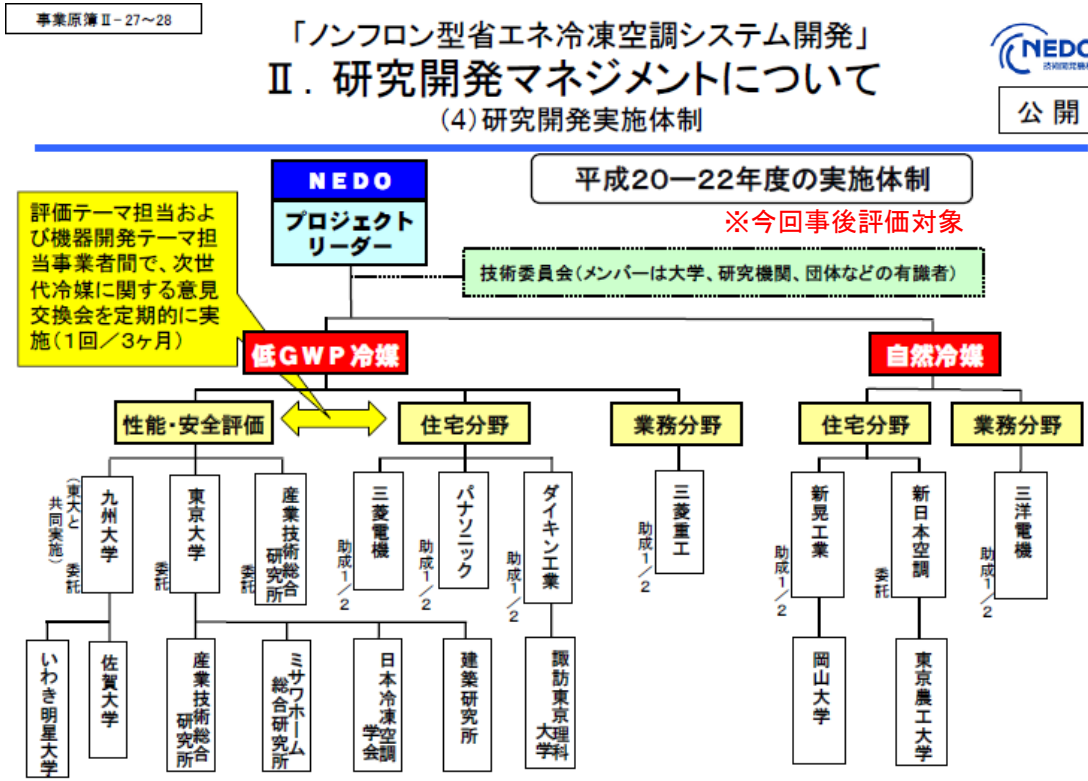 事業原簿Ⅱ-27~28
「ノンフロン型省エネ冷凍空調システム開発」
Ⅱ. 研究開発マネジメントについて
(4)研究開発実施体制
NEDO
技術開発機
公 開
NEDO
プロジェクト
リーダー
平成20ー22年度の実施体制
※今回事後評価対象
評価テーマ担当およ
び機器開発テーマ担
当事業者間で、次世
代冷媒に関する意見
交換会を定期的に実
施(1回/3ヶ月)
技術委員会(メンバーは大学、研究機関、団体などの有識者)
低GWP冷媒
自然冷媒
性能・安全評価
住宅分野
業務分野
住宅分野
業務分野
九州大学
(東大と
共同実施)
委託
東京大学
委託
産業技術総合
研究所
委託
三菱電機
助成1/2
パナソニック
助成1/2
ダイキン工業
助成1/2
三菱重工
助成1/2
新晃工業
助成1/2
新日本空調
委託
三洋電機
助成1/2
いわき明星大学
佐賀大学
産業技術総合
研究所
ミサワホーム
総合研究所
日本冷凍空調
学会
建築研究所
諏訪東京理科
大学
岡山大学
東京農工大学